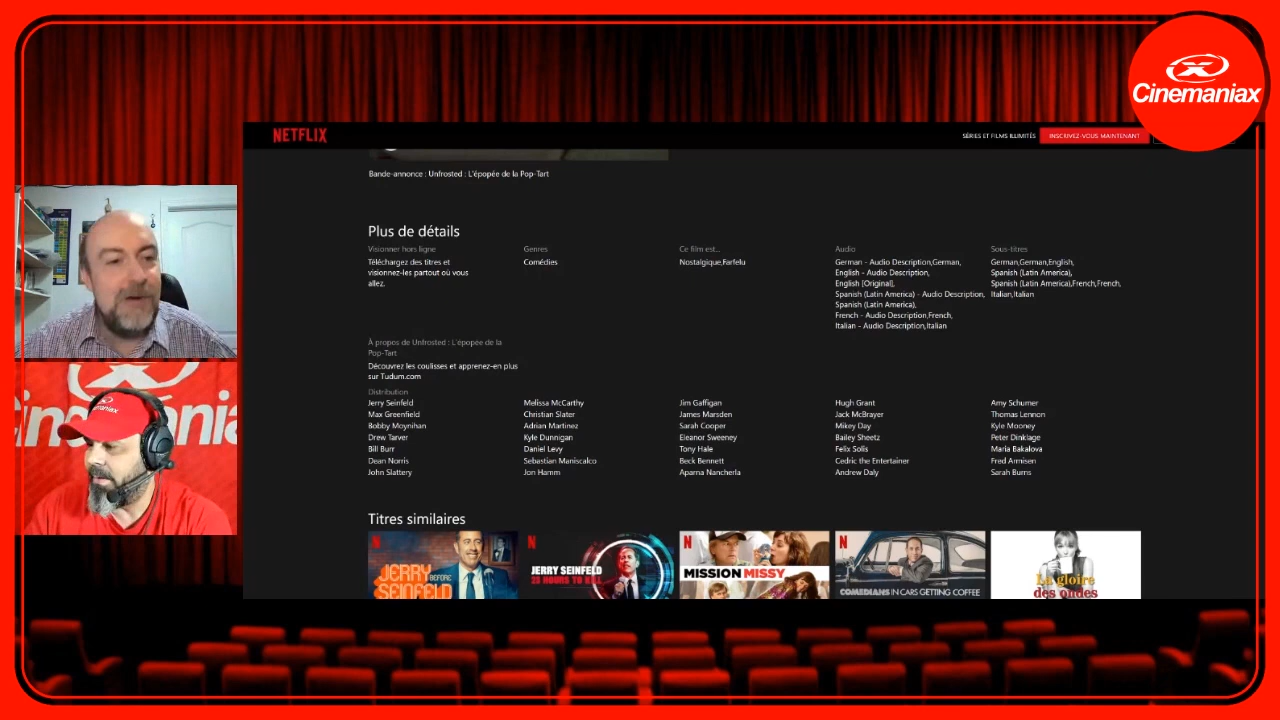 Cinemaniax
NETFLIX
SÉRIES ET FILMS ILLIMITÉS
INSCRIVEZ-VOUS MAINTENANT
Bande-annonce : Unfrosted : L'épopée de la Pop-Tart
Plus de détails
Visionner hors ligne
Téléchargez des titres et
visionnez-les partout où vous
allez.
Genres
Comédies
Ce film est...
Nostalgique,Farfelu
Audio
German - Audio Description,German,
English - Audio Description,
English [Original],
Spanish (Latin America) - Audio Description,
Spanish (Latin America),
French - Audio Description,French,
Italian - Audio Description,Italian
Sous-titres
German,German,English,
Spanish (Latin America),
Spanish (Latin America),French,French,
Italian,Italian
À propos de Unfrosted : L'épopée de la
Pop-Tart
Découvrez les coulisses et apprenez-en plus
sur Tudum.com
Distribution
Jerry Seinfeld Melissa McCarthy Jim Gaffigan Hugh Grant Amy Schumer
Max Greenfield Christian Slater James Marsden Jack McBrayer Thomas Lennon
Bobby Moynihan Adrian Martinez Sarah Cooper Mikey Day Kyle Mooney
Drew Tarver Kyle Dunnigan Eleanor Sweeney Bailey Sheetz Peter Dinklage
Bill Burr Daniel Levy Tony Hale Felix Solis Maria Bakalova
Dean Norris Sebastian Maniscalco Beck Bennett Cedric the Entertainer Fred Armisen
John Slattery Jon Hamm Aparna Nancherla Andrew Daly Sarah Burns
Titres similaires
JERRY BEFORE
SEINFELD
JERRY SEINFELD
23 HOURS TO KILL
MISSION MISSY
COMEDIANS IN CARS GETTING COFFEE
La gloire
des ondes